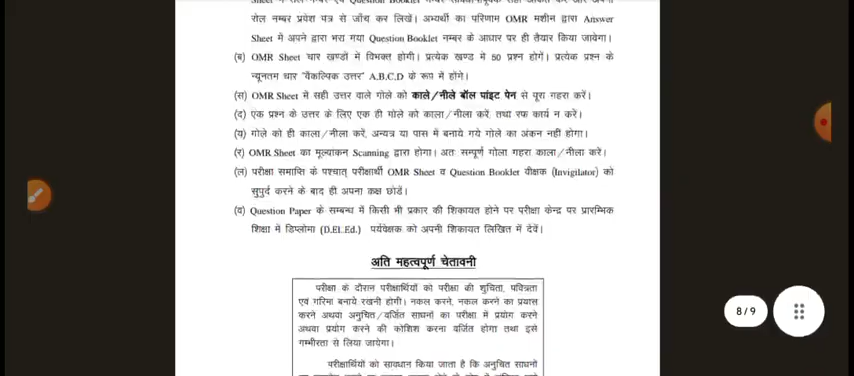 रोल नम्बर प्रवेश पत्र से जाँच कर लिखें। अभ्यर्थी का परिणाम OMR मशीन द्वारा Answer
Sheet में अपने द्वारा भरा गया Question Booklet नम्बर के आधार पर ही तैयार किया जायेगा।
(ब) OMR Sheet चार खण्डों में विभक्त होगी। प्रत्येक खण्ड मे 50 प्रश्न होगें। प्रत्येक प्रश्न के
न्यूनतम चार "वैकल्पिक उत्तर" A,B,C,D के रूप में होंगे।
(स) OMR Sheet में सही उत्तर वाले गोले को काले/नीले बॉल पांइट पेन से पूरा गहरा करें।
(द) एक प्रश्न के उत्तर के लिए एक ही गोले को काला/नीला करें, तथा रफ कार्य न करें।
(य) गोले को ही काला/नीला करें, अन्यत्र या पास में बनाये गये गोले का अंकन नहीं होगा।
(र) OMR Sheet का मूल्यांकन Scanning द्वारा होगा। अतः सम्पूर्ण गोला गहरा काला/नीला करें।
(ल) परीक्षा समाप्ति के पश्चात् परीक्षार्थी OMR Sheet व Question Booklet वीक्षक (Invigilator) को
सुपुर्द करने के बाद ही अपना कक्ष छोडें।
(व) Question Paper के सम्बन्ध में किसी भी प्रकार की शिकायत होने पर परीक्षा केन्द्र पर प्रारम्भिक
शिक्षा में डिप्लोमा (D.El.Ed.) पर्यवेक्षक को अपनी शिकायत लिखित में देवें।
अति महत्वपूर्ण चेतावनी
परीक्षा के दौरान परीक्षार्थियों को परीक्षा की शुचिता, पवित्रता
एवं गरिमा बनाये रखनी होगी। नकल करने, नकल करने का प्रयास
करने अथवा अनुचित/वर्जित साधनों का परीक्षा में प्रयोग करने
अथवा प्रयोग करने की कोशिश करना वर्जित होगा तथा इसे
गम्भीरता से लिया जायेगा।
परीक्षार्थियों को सावधान किया जाता है कि अनुचित साधनों
8/9